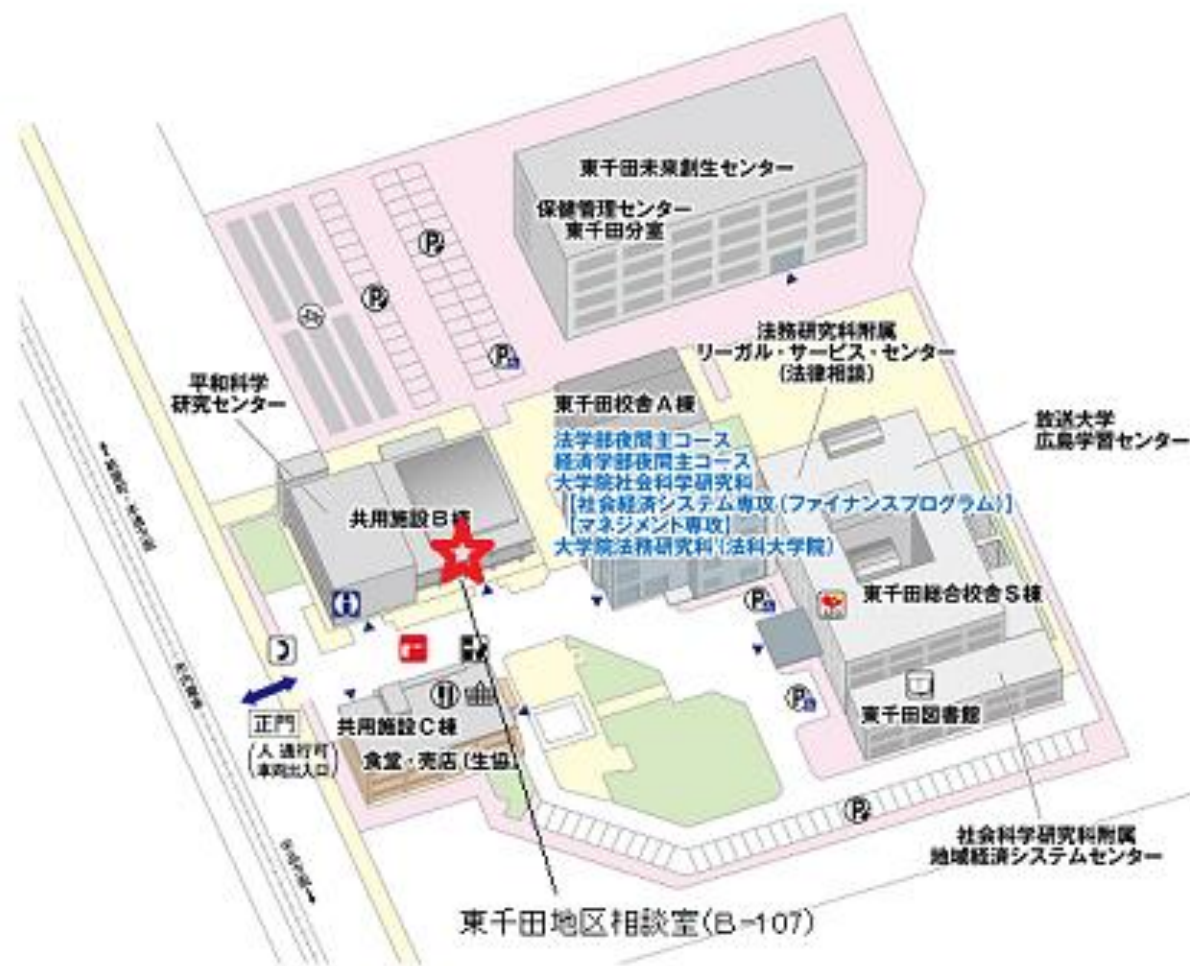 東千田未来創生センター
保健管理センター
東千田分室
法務研究科附属
リーガル・サービス・センター
(法律相談)
平和科学
研究センター
東千田校舎A棟
法学部夜間主コース
経済学部夜間主コース
大学院社会科学研究科
[社会経済システム専攻(ファイナンスプログラム)]
[マネジメント専攻]
大学院法務研究科(法科大学院)
放送大学
広島学習センター
共用施設B棟
東千田総合校舎S棟
東千田図書館
正門
(人 通行可
車両出入口)
共用施設C棟
食堂・売店(生協)
社会科学研究科附属
地域経済システムセンター
東千田地区相談室(B-107)